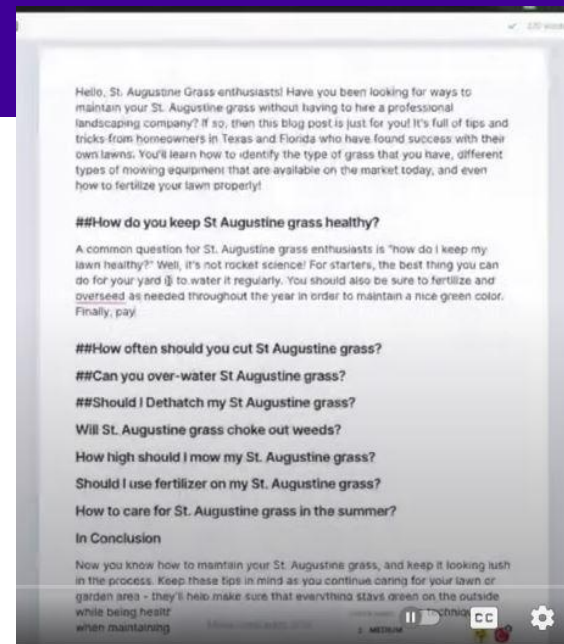 Hello, St. Augustine Grass enthusiasts! Have you been looking for ways to
maintain your St. Augustine grass without having to hire a professional
landscaping company? If so, then this blog post is just for you! It's full of tips and
tricks from homeowners in Texas and Florida who have found success with their
own lawns. You'll learn how to identify the type of grass that you have, different
types of mowing equipment that are available on the market today, and even
how to fertilize your lawn properly!
##How do you keep St Augustine grass healthy?
A common question for St. Augustine grass enthusiasts is "how do I keep my
lawn healthy?" Well, it's not rocket science! For starters, the best thing you can
do for your yard is to water it regularly. You should also be sure to fertilize and
overseed as needed throughout the year in order to maintain a nice green color.
Finally, pay
##How often should you cut St Augustine grass?
##Can you over-water St Augustine grass?
##Should I Dethatch my St Augustine grass?
Will St. Augustine grass choke out weeds?
How high should I mow my St. Augustine grass?
Should I use fertilizer on my St. Augustine grass?
How to care for St. Augustine grass in the summer?
In Conclusion
Now you know how to maintain your St. Augustine grass, and keep it looking lush
in the process. Keep these tips in mind as you continue caring for your lawn or
garden area - they'll help make sure that everything stays green on the outside
while being
when maintaining
MEDIUM
CC